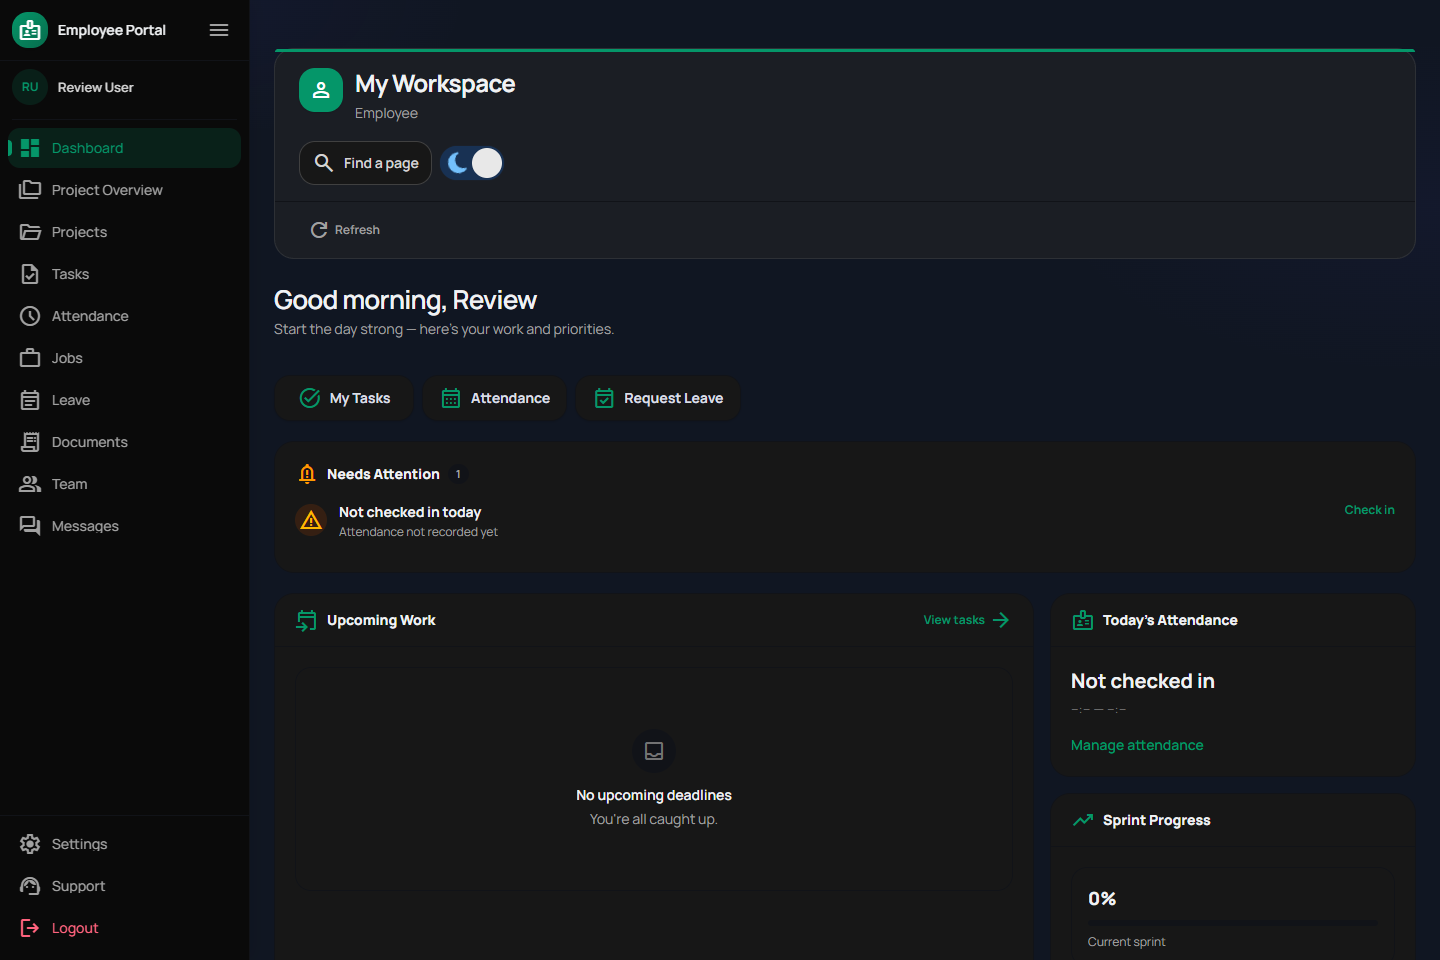 Employee Portal
RU
Review User
Dashboard
Project Overview
Projects
Tasks
Attendance
Jobs
Leave
Documents
Team
Messages
Settings
Support
Logout
My Workspace
Employee
Find a page
Refresh
Good morning, Review
Start the day strong — here's your work and priorities.
My Tasks
Attendance
Request Leave
Needs Attention 1
Not checked in today
Attendance not recorded yet
Check in
Upcoming Work
View tasks
No upcoming deadlines
You're all caught up.
Today's Attendance
Not checked in
–:– — –:–
Manage attendance
Sprint Progress
0%
Current sprint